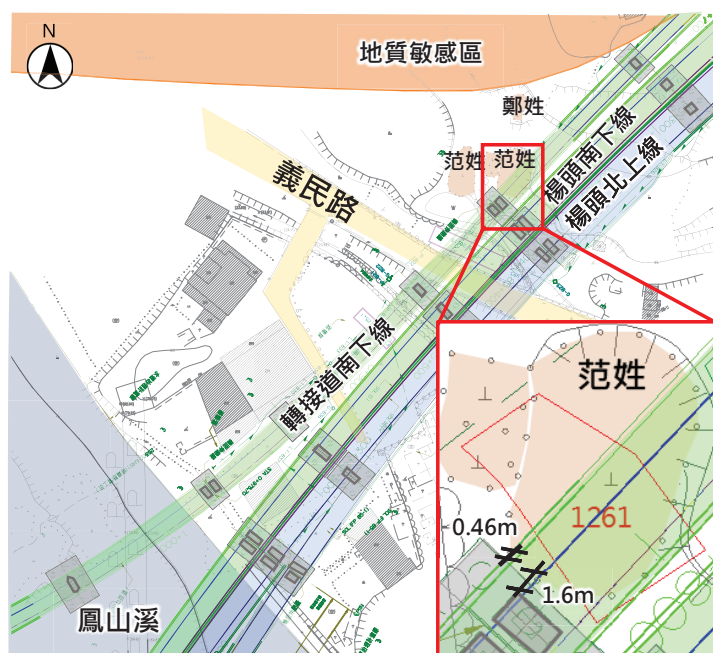 N
地質敏感區
鄭姓
范姓
范姓
楊頭南下線
楊頭北上線
義民路
轉接道南下線
范姓
1261
0.46m
1.6m
鳳山溪